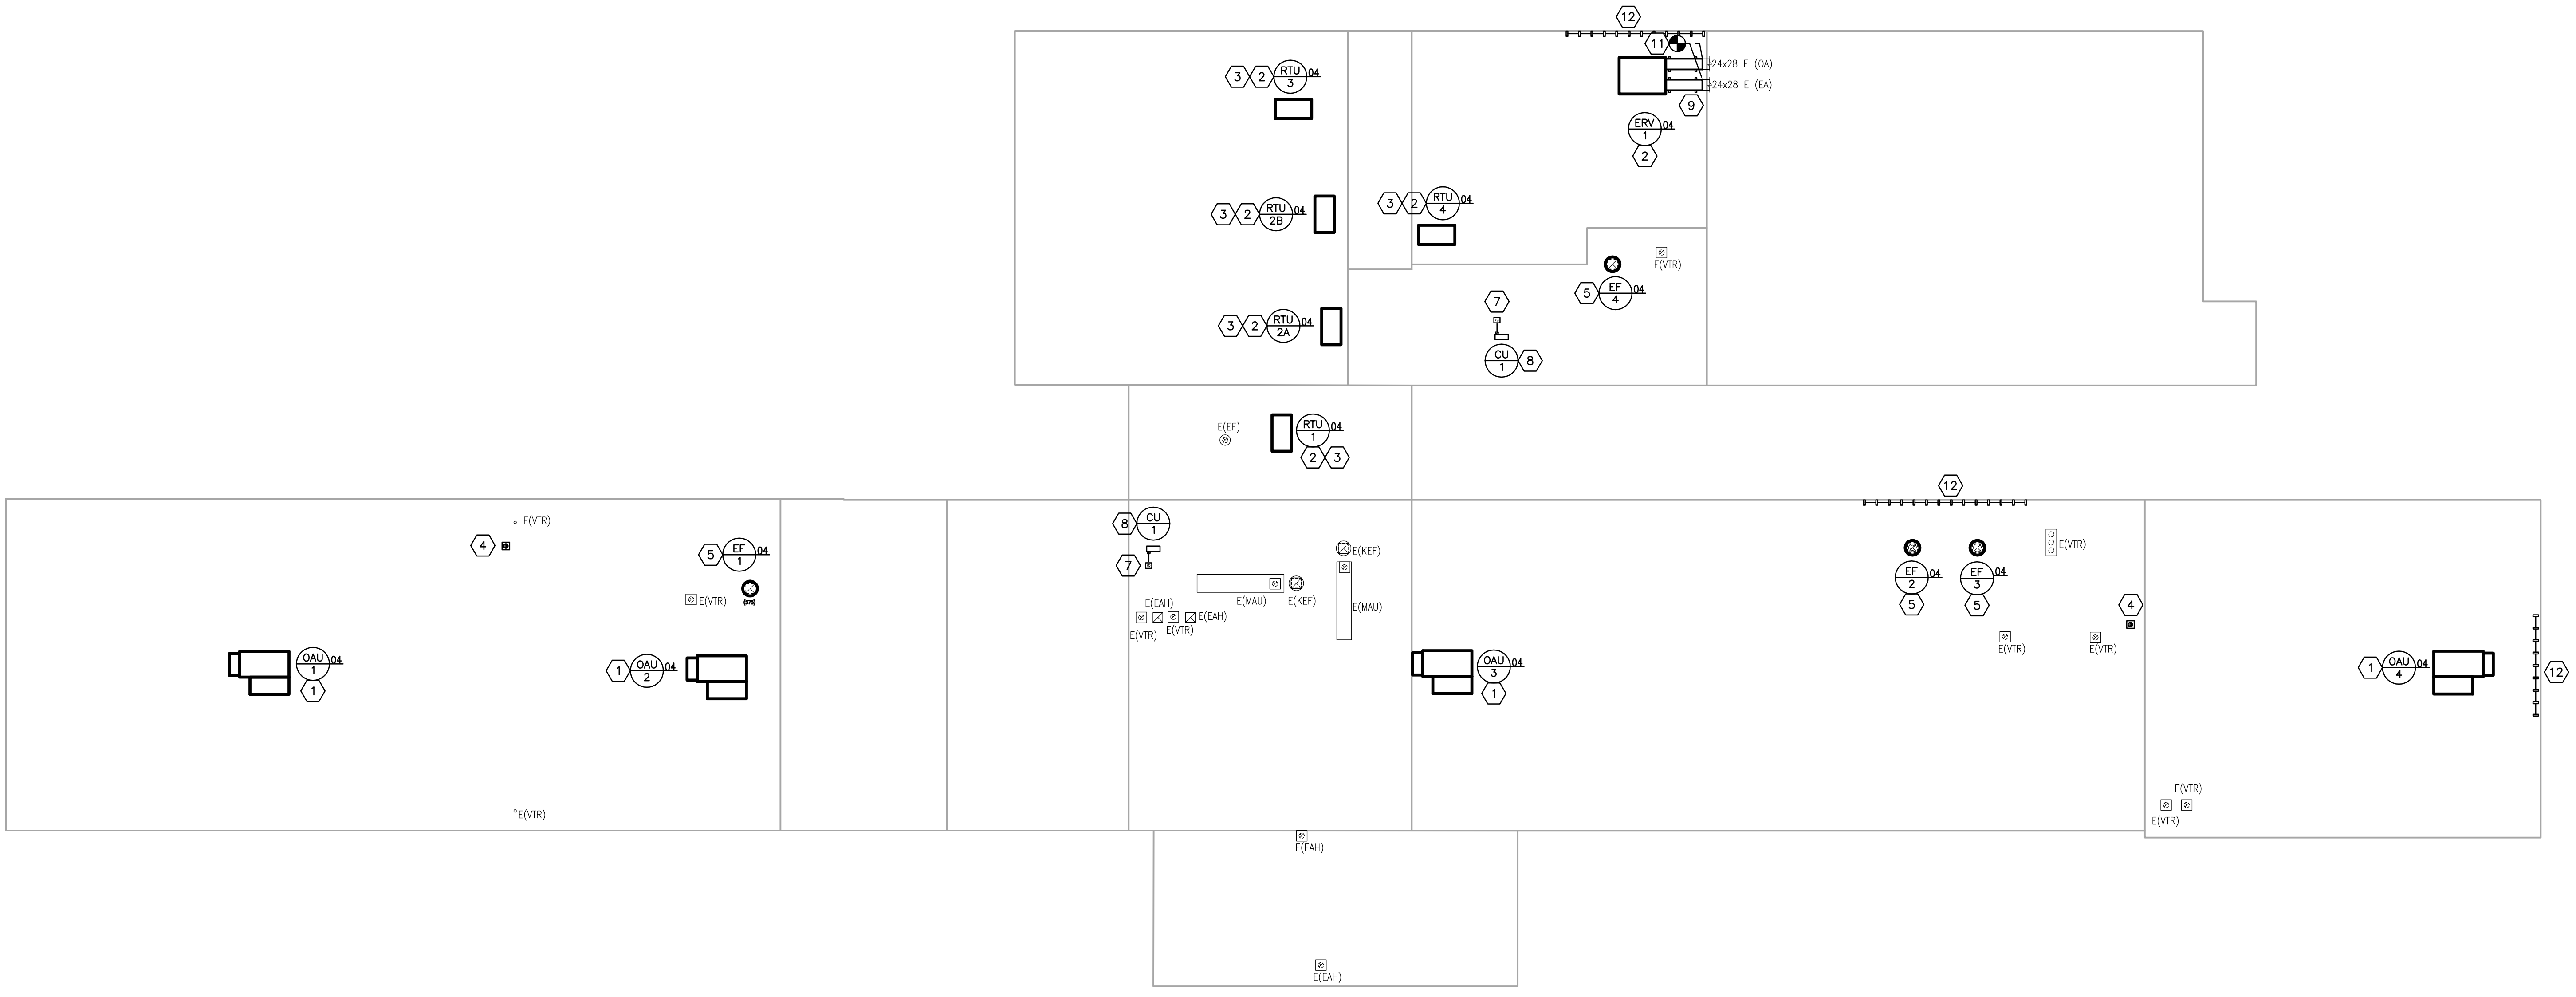 12
11
24x28 E (OA)
24x28 E (EA)
9
3
2
RTU
3
04
ERV
1
04
2
3
2
RTU
2B
04
3
2
RTU
4
04
E(VTR)
5
EF
4
04
7
3
2
RTU
2A
04
CU
1
8
E(EF)
RTU
1
04
2
3
12
E(VTR)
4
8
CU
1
5
EF
1
04
7
E(KEF)
E(VTR)
EF
2
04
5
EF
3
04
5
E(VTR)
(375)
E(MAU)
E(KEF)
E(MAU)
E(EAH)
E(EAH)
E(VTR)
E(VTR)
4
E(VTR)
E(VTR)
OAU
1
04
1
1
OAU
2
04
OAU
3
04
1
1
OAU
4
04
12
E(VTR)
E(VTR)
E(VTR)
E(EAH)
E(EAH)